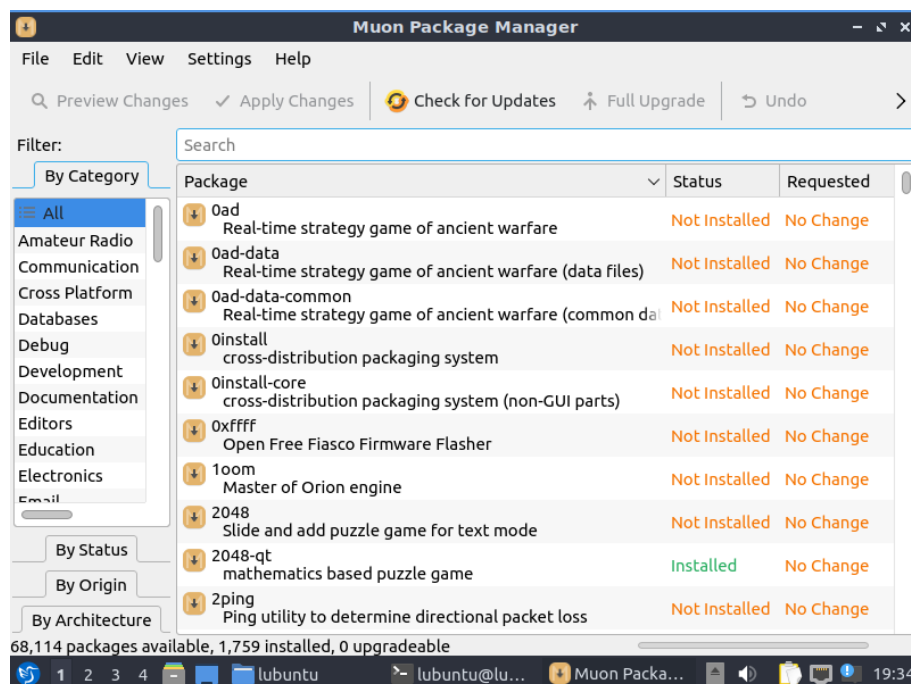 Muon Package Manager
File Edit View Settings Help
Preview Changes Apply Changes Check for Updates Full Upgrade Undo
Filter:
Search
By Category
Package Status Requested
All
Amateur Radio
Communication
Cross Platform
Databases
Debug
Development
Documentation
Editors
Education
Electronics
Email
0ad Not Installed No Change
Real-time strategy game of ancient warfare
0ad-data Not Installed No Change
Real-time strategy game of ancient warfare (data files)
0ad-data-common Not Installed No Change
Real-time strategy game of ancient warfare (common da
0install Not Installed No Change
cross-distribution packaging system
0install-core Not Installed No Change
cross-distribution packaging system (non-GUI parts)
0xffff Not Installed No Change
Open Free Fiasco Firmware Flasher
1oom Not Installed No Change
Master of Orion engine
2048 Not Installed No Change
Slide and add puzzle game for text mode
2048-qt Installed No Change
mathematics based puzzle game
2ping Not Installed No Change
Ping utility to determine directional packet loss
By Status
By Origin
By Architecture
68,114 packages available, 1,759 installed, 0 upgradeable
1 2 3 4 lubuntu lubuntu@lu... Muon Packa... 19:34